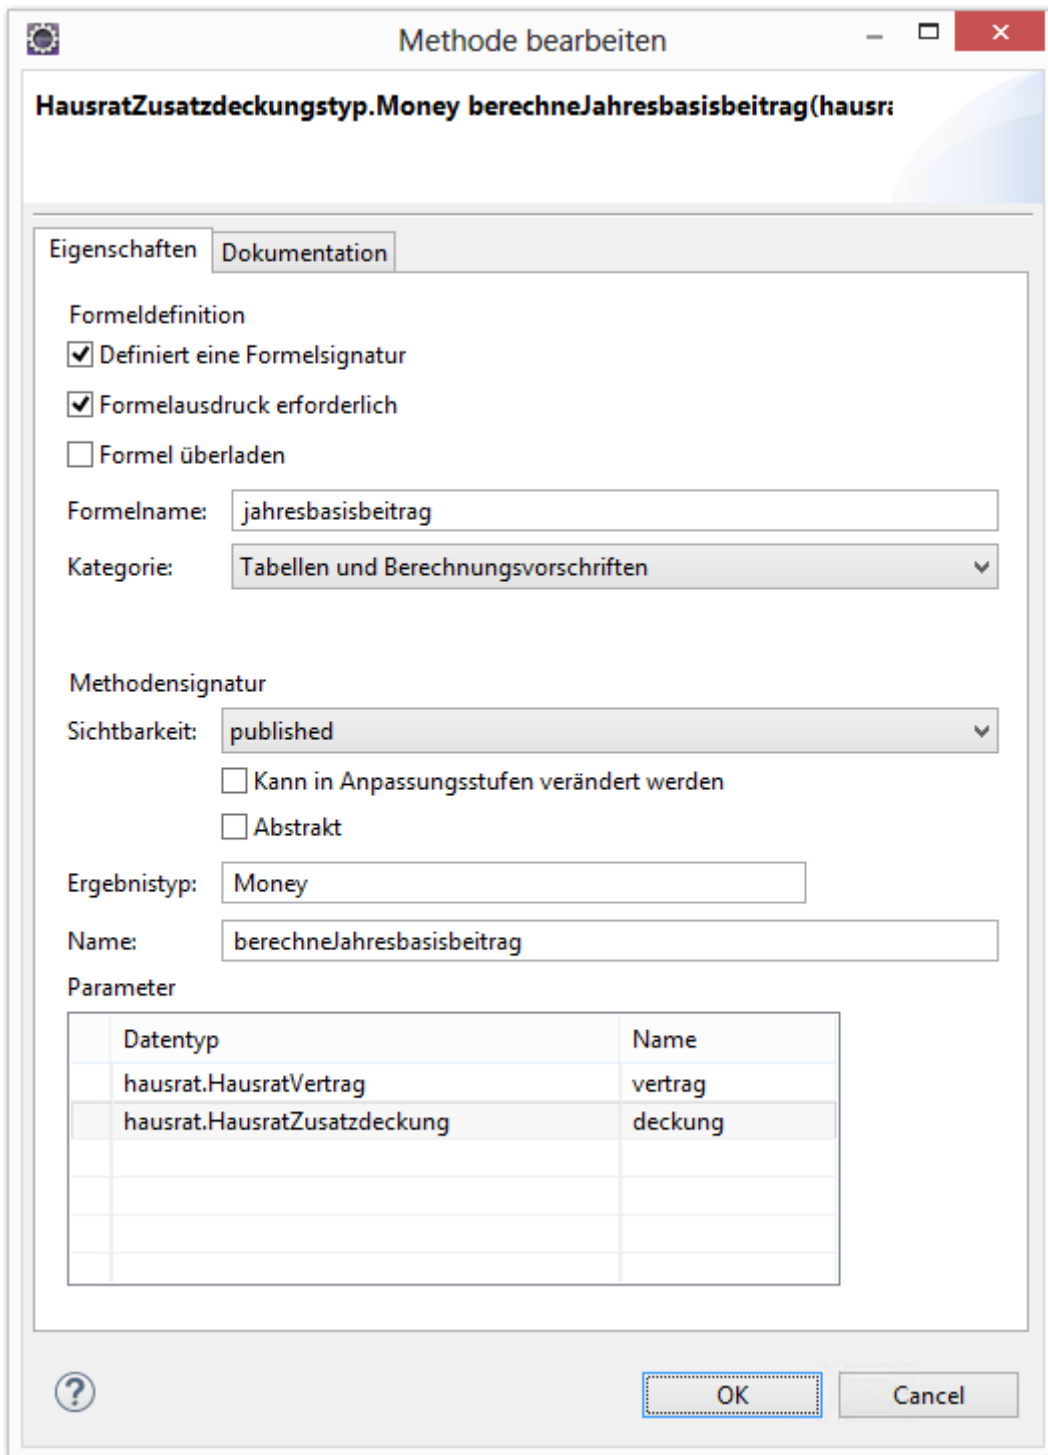 Methode bearbeiten
HausratZusatzdeckungstyp.Money berechneJahresbasisbeitrag(hausra
Eigenschaften Dokumentation
Formeldefinition
Definiert eine Formelsignatur
Formelausdruck erforderlich
Formel überladen
Formelname: jahresbasisbeitrag
Kategorie: Tabellen und Berechnungsvorschriften
Methodensignatur
Sichtbarkeit: published
Kann in Anpassungsstufen verändert werden
Abstrakt
Ergebnistyp: Money
Name: berechneJahresbasisbeitrag
Parameter
Datentyp Name
hausrat.HausratVertrag vertrag
hausrat.HausratZusatzdeckung deckung
OK Cancel